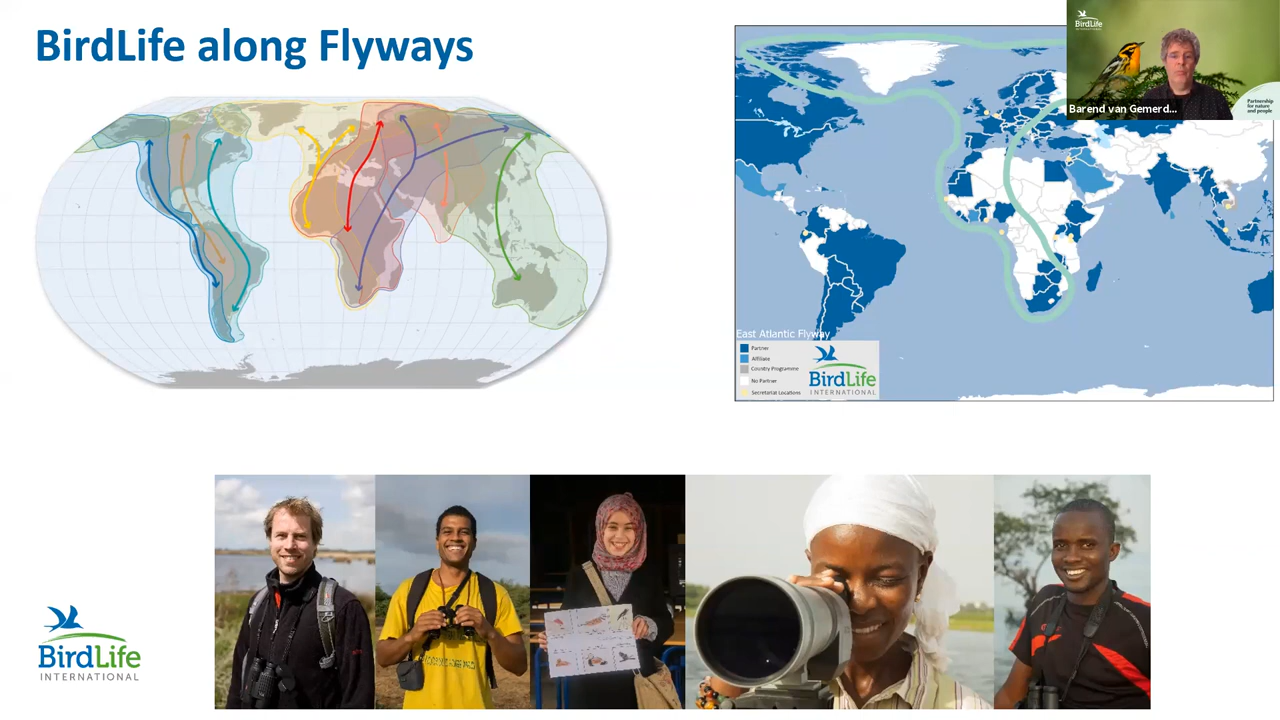 BirdLife along Flyways
BirdLife
INTERNATIONAL
Barend van Gemerd...
Partnership
for nature
and people
East Atlantic Flyway
Partner
Affiliate
Country Programme
No Partner
Secretariat Locations
BirdLife
INTERNATIONAL
BirdLife
INTERNATIONAL